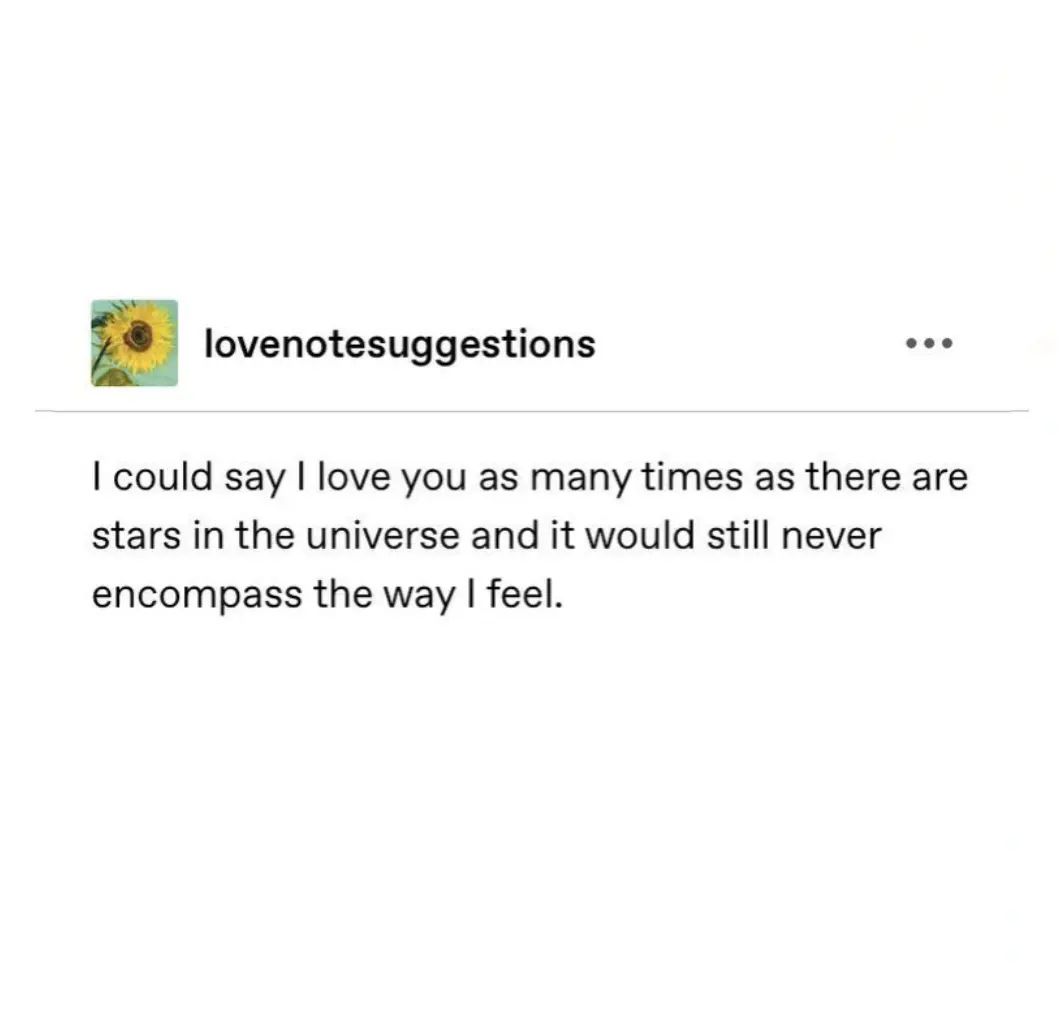 lovenotesuggestions
I could say I love you as many times as there are
stars in the universe and it would still never
encompass the way I feel.